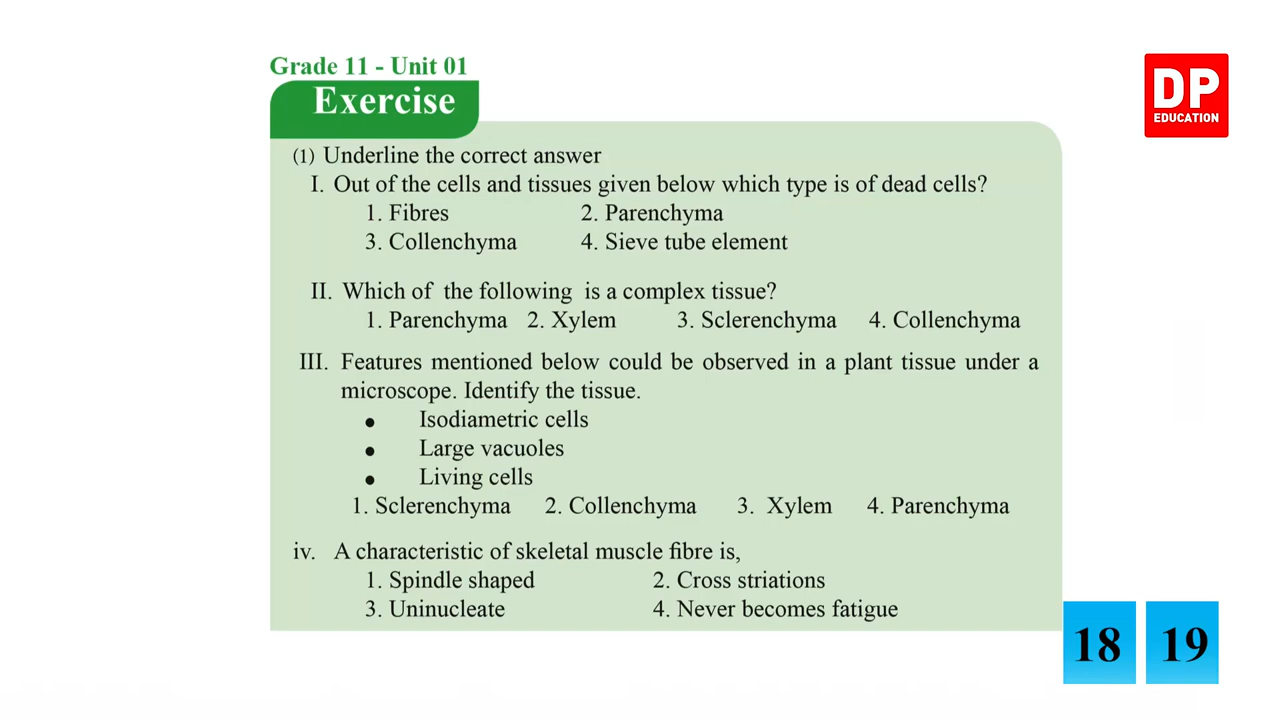 Grade 11 - Unit 01
DP
EDUCATION
Exercise
(1) Underline the correct answer
I. Out of the cells and tissues given below which type is of dead cells?
1. Fibres 2. Parenchyma
3. Collenchyma 4. Sieve tube element
II. Which of the following is a complex tissue?
1. Parenchyma 2. Xylem 3. Sclerenchyma 4. Collenchyma
III. Features mentioned below could be observed in a plant tissue under a
microscope. Identify the tissue.
• Isodiametric cells
• Large vacuoles
• Living cells
1. Sclerenchyma 2. Collenchyma 3. Xylem 4. Parenchyma
iv. A characteristic of skeletal muscle fibre is,
1. Spindle shaped 2. Cross striations
3. Uninucleate 4. Never becomes fatigue
18 19